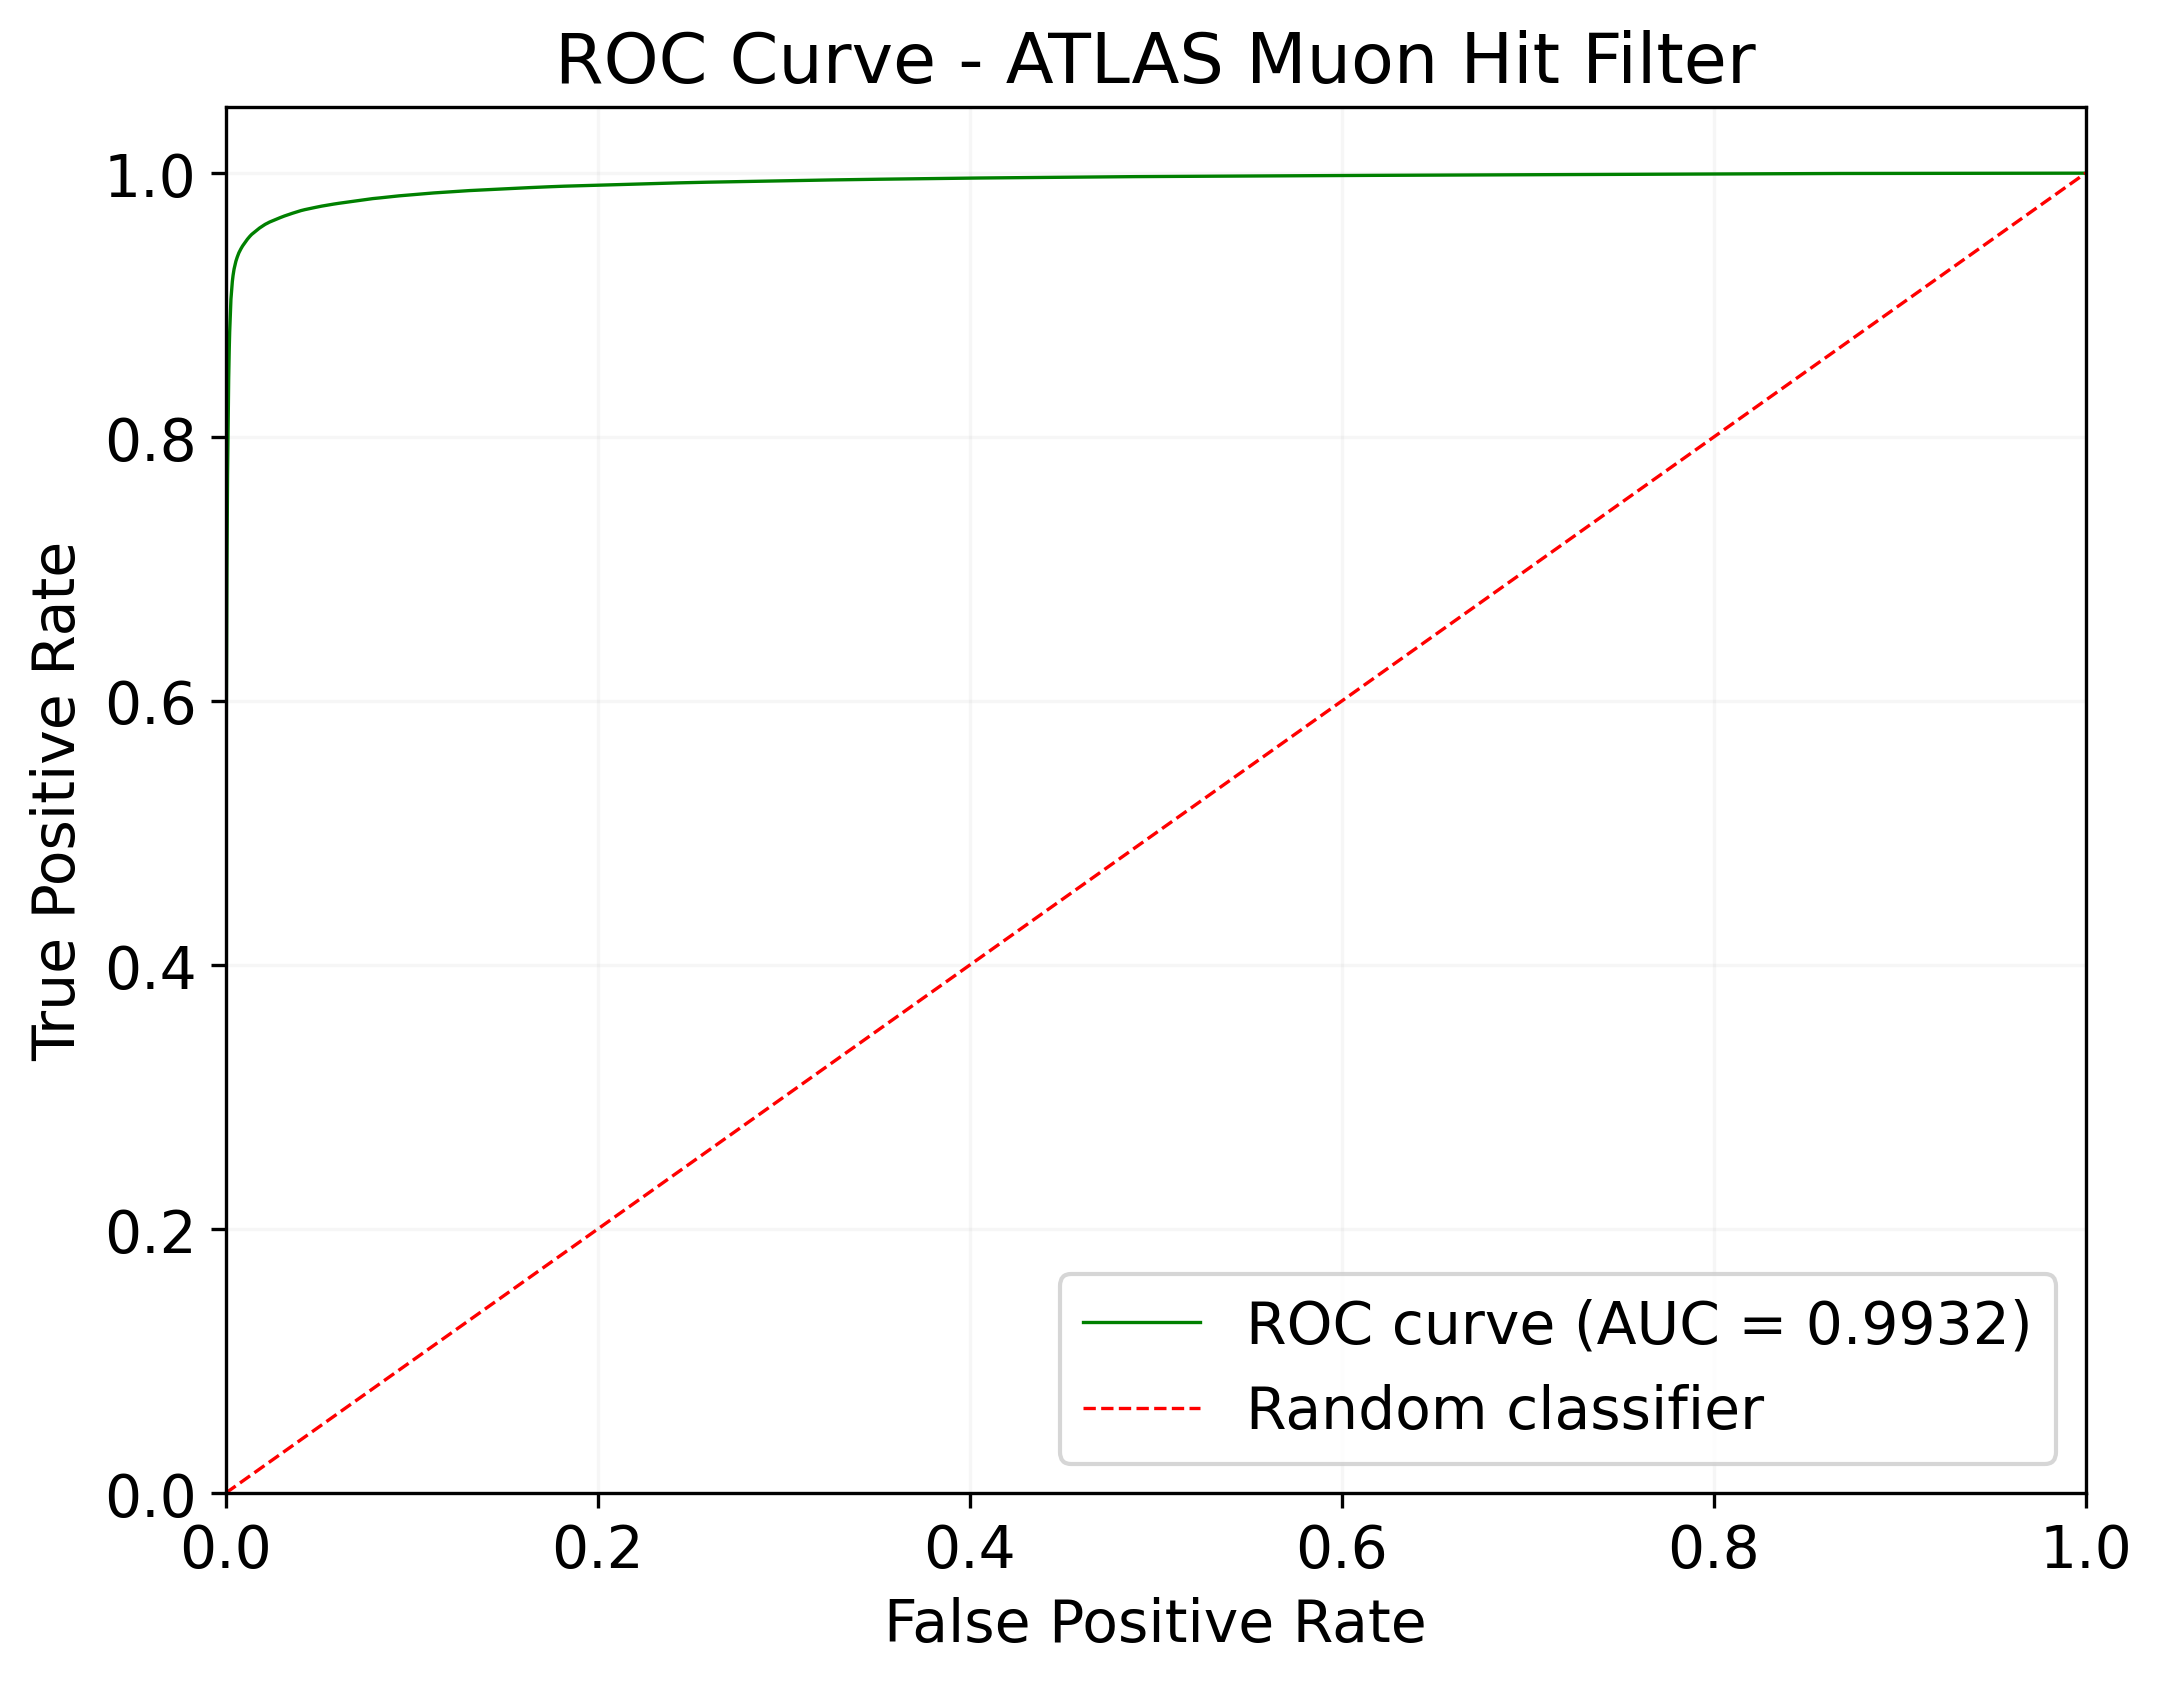 ROC Curve - ATLAS Muon Hit Filter
True Positive Rate
1.0
0.8
0.6
0.4
0.2
0.0
0.0 0.2 0.4 0.6 0.8 1.0
False Positive Rate
ROC curve (AUC = 0.9932)
Random classifier